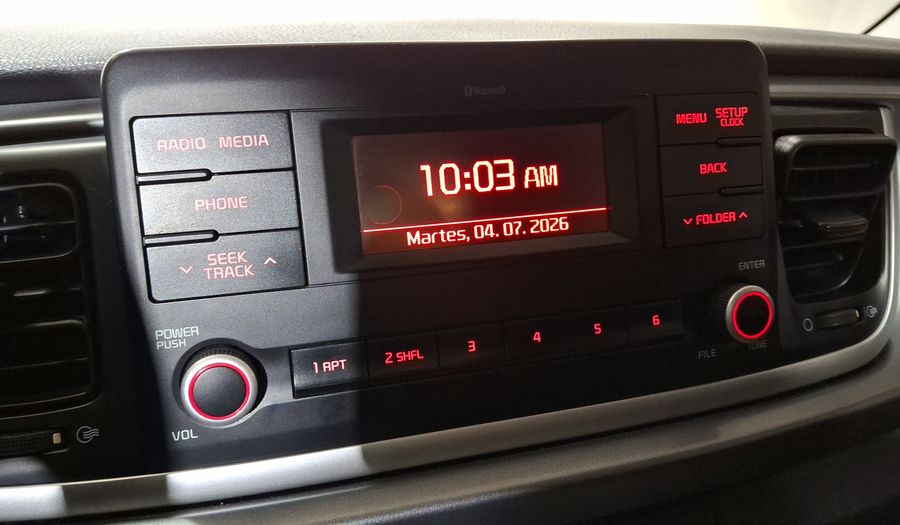 Bluetooth
RADIO MEDIA
PHONE
SEEK
TRACK
10:03 AM
Martes, 04. 07. 2026
MENU SETUP
CLOCK
BACK
FOLDER
POWER
PUSH
VOL
1 RPT
2 SHFL
3
4
5
6
ENTER
FILE
TUNE